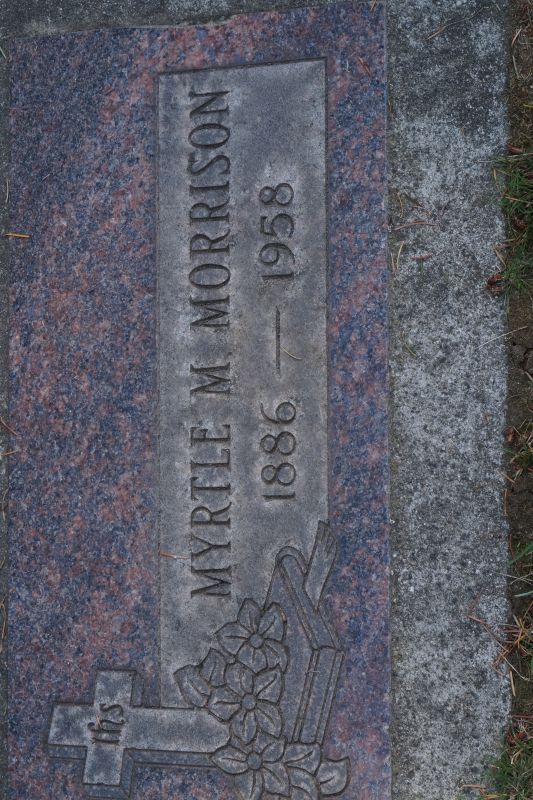 MYRTLE M. MORRISON
1886 — 1958
ihs